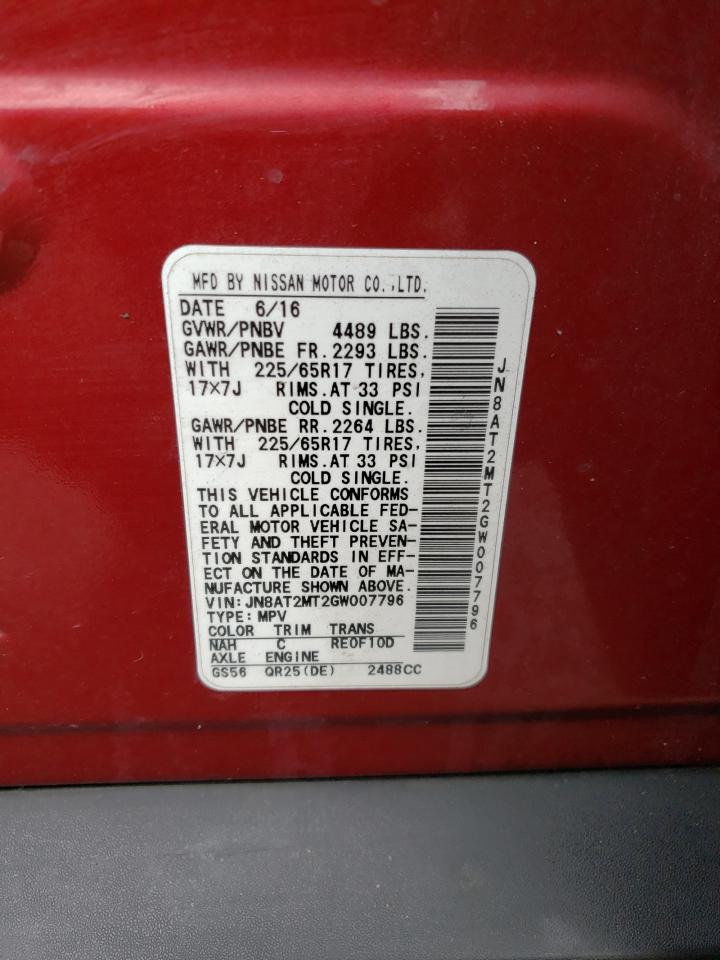 MFD BY NISSAN MOTOR CO.,LTD.
DATE 6/16
GVWR/PNBV 4489 LBS.
GAWR/PNBE FR. 2293 LBS.
WITH 225/65R17 TIRES,
17×7J RIMS. AT 33 PSI
COLD SINGLE.
GAWR/PNBE RR. 2264 LBS.
WITH 225/65R17 TIRES,
17×7J RIMS. AT 33 PSI
COLD SINGLE.
THIS VEHICLE CONFORMS
TO ALL APPLICABLE FED-
ERAL MOTOR VEHICLE SA-
FETY AND THEFT PREVEN-
TION STANDARDS IN EFF-
ECT ON THE DATE OF MA-
NUFACTURE SHOWN ABOVE.
VIN: JN8AT2MT2GW007796
TYPE: MPV
COLOR TRIM TRANS
NAH C RE0F10D
AXLE ENGINE
GS56 QR25(DE) 2488CC
JN8AT2MT2GW007796